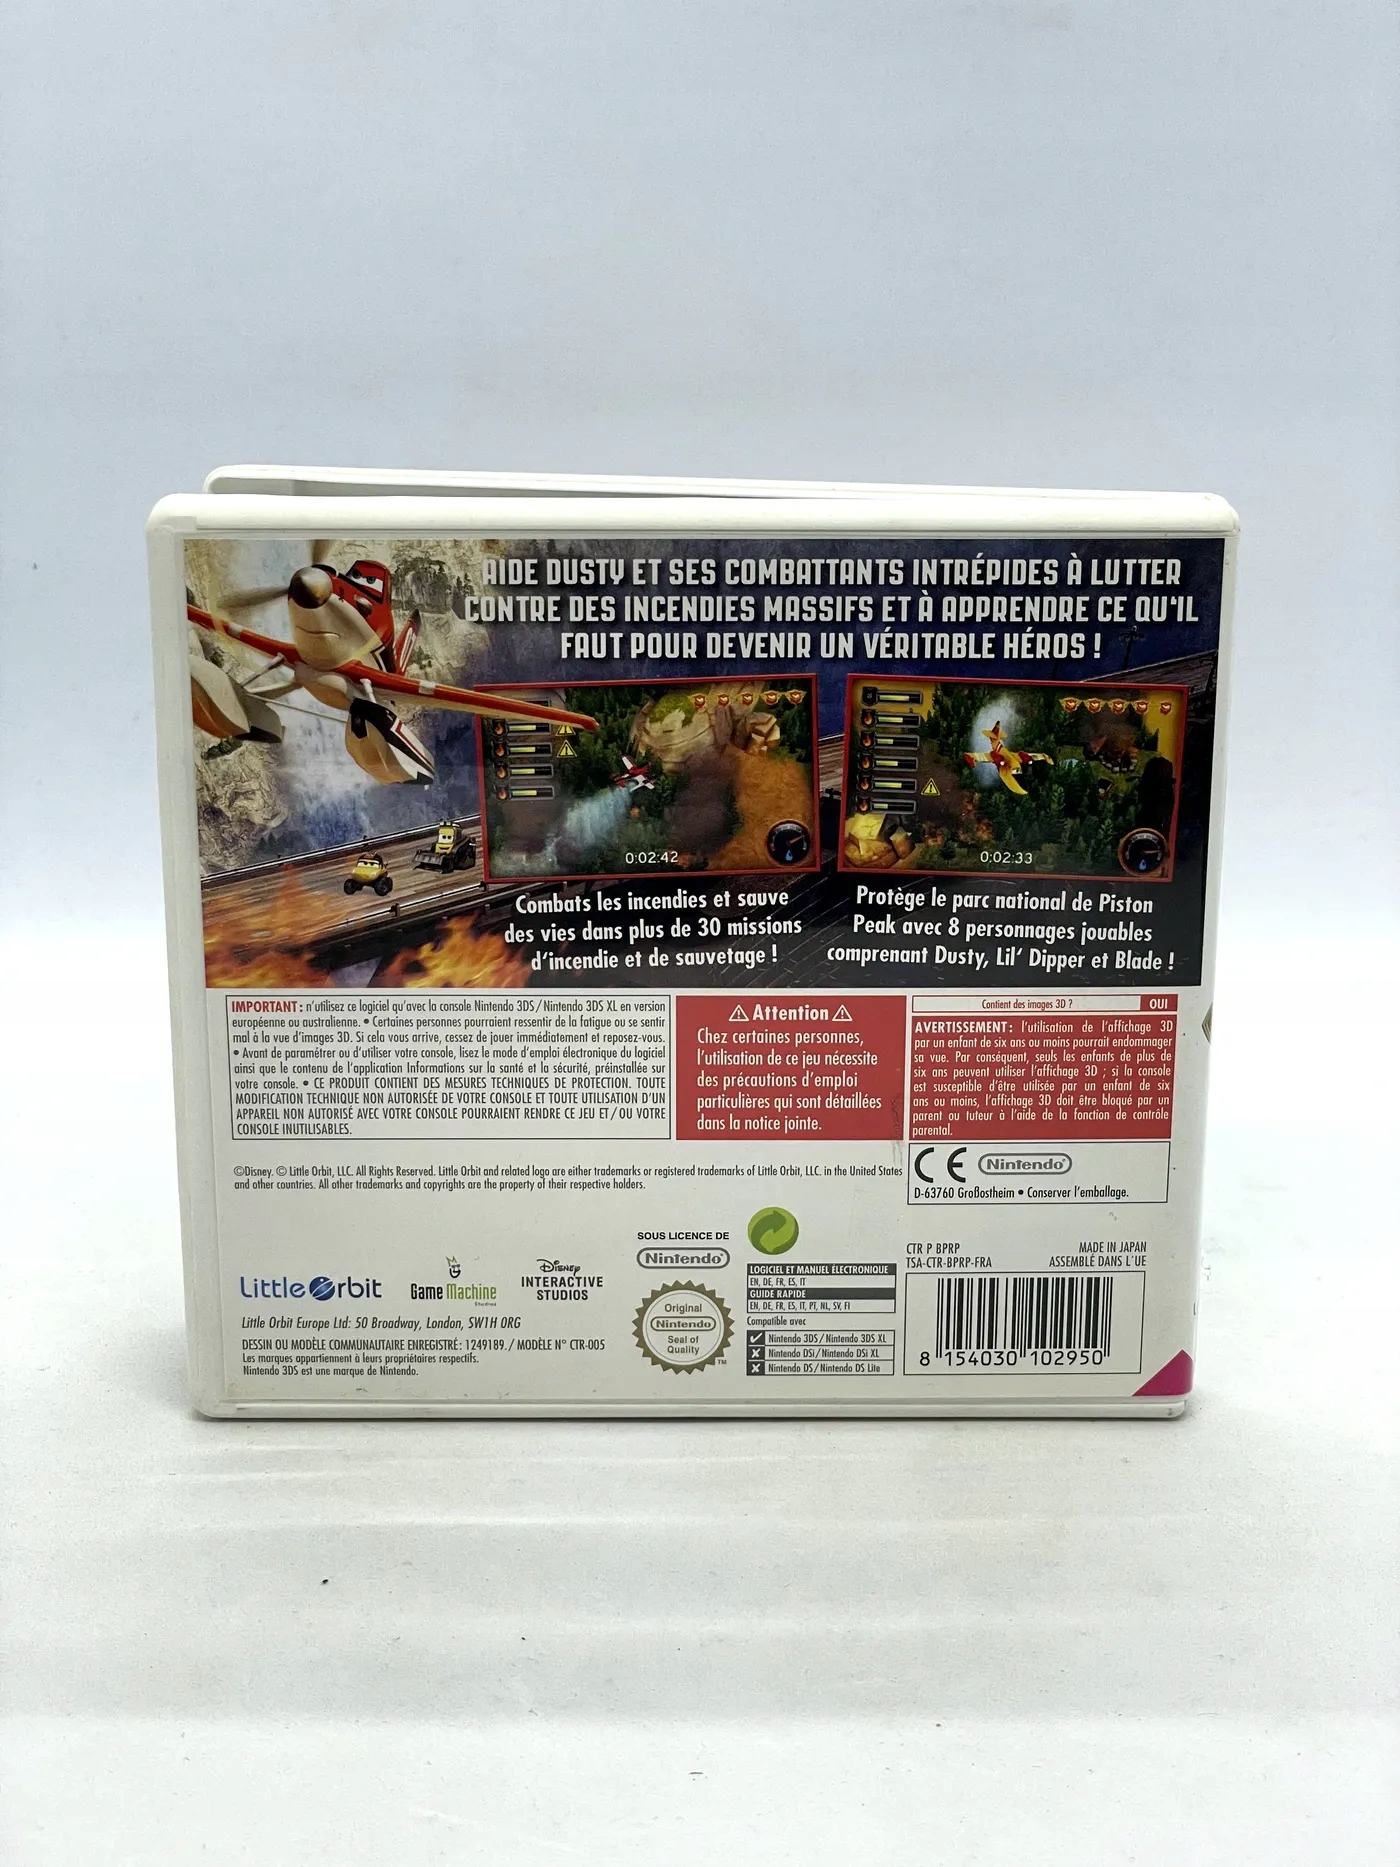 AIDE DUSTY ET SES COMBATTANTS INTRÉPIDES À LUTTER
CONTRE DES INCENDIES MASSIFS ET À APPRENDRE CE QU'IL
FAUT POUR DEVENIR UN VÉRITABLE HÉROS !
0:02:42
0:02:33
Combats les incendies et sauve
des vies dans plus de 30 missions
d'incendie et de sauvetage !
Protège le parc national de Piston
Peak avec 8 personnages jouables
comprenant Dusty, Lil' Dipper et Blade !
IMPORTANT : n'utilisez ce logiciel qu'avec la console Nintendo 3DS/Nintendo 3DS XL en version
européenne ou australienne. • Certaines personnes pourraient ressentir de la fatigue ou se sentir
mal à la vue d'images 3D. Si cela vous arrive, cessez de jouer immédiatement et reposez-vous.
• Avant de paramétrer ou d'utiliser votre console, lisez le mode d'emploi électronique du logiciel
ainsi que le contenu de l'application Informations sur la santé et la sécurité, préinstallée sur
votre console. • CE PRODUIT CONTIENT DES MESURES TECHNIQUES DE PROTECTION. TOUTE
MODIFICATION TECHNIQUE NON AUTORISÉE DE VOTRE CONSOLE ET TOUTE UTILISATION D'UN
APPAREIL NON AUTORISÉ AVEC VOTRE CONSOLE POURRAIENT RENDRE CE JEU ET/OU VOTRE
CONSOLE INUTILISABLES.
Attention
Chez certaines personnes,
l'utilisation de ce jeu nécessite
des précautions d'emploi
particulières qui sont détaillées
dans la notice jointe.
Contient des images 3D ? OUI
AVERTISSEMENT : l'utilisation de l'affichage 3D
par un enfant de six ans ou moins pourrait endommager
sa vue. Par conséquent, seuls les enfants de plus de
six ans peuvent utiliser l'affichage 3D ; si la console
est susceptible d'être utilisée par un enfant de six
ans ou moins, l'affichage 3D doit être bloqué par un
parent ou tuteur à l'aide de la fonction de contrôle
parental.
©Disney. © Little Orbit, LLC. All Rights Reserved. Little Orbit and related logo are either trademarks or registered trademarks of Little Orbit, LLC. in the United States
and other countries. All other trademarks and copyrights are the property of their respective holders.
CE Nintendo
D-63760 Großostheim • Conserver l'emballage.
Little Orbit
Game Machine
Studios
Disney
INTERACTIVE
STUDIOS
SOUS LICENCE DE
Nintendo
Original
Nintendo
Seal of
Quality
TM
Little Orbit Europe Ltd: 50 Broadway, London, SW1H 0RG
DESSIN OU MODÈLE COMMUNAUTAIRE ENREGISTRÉ : 1249189. / MODÈLE N° CTR-005
Les marques appartiennent à leurs propriétaires respectifs.
Nintendo 3DS est une marque de Nintendo.
LOGICIEL ET MANUEL ÉLECTRONIQUE
EN, DE, FR, ES, IT
GUIDE RAPIDE
EN, DE, FR, ES, IT, PT, NL, SV, FI
Compatible avec
Nintendo 3DS/Nintendo 3DS XL
Nintendo DSi/Nintendo DSi XL
Nintendo DS/Nintendo DS Lite
CTR P BPRP
TSA-CTR-BPRP-FRA
MADE IN JAPAN
ASSEMBLÉ DANS L'UE
8 154030 102950